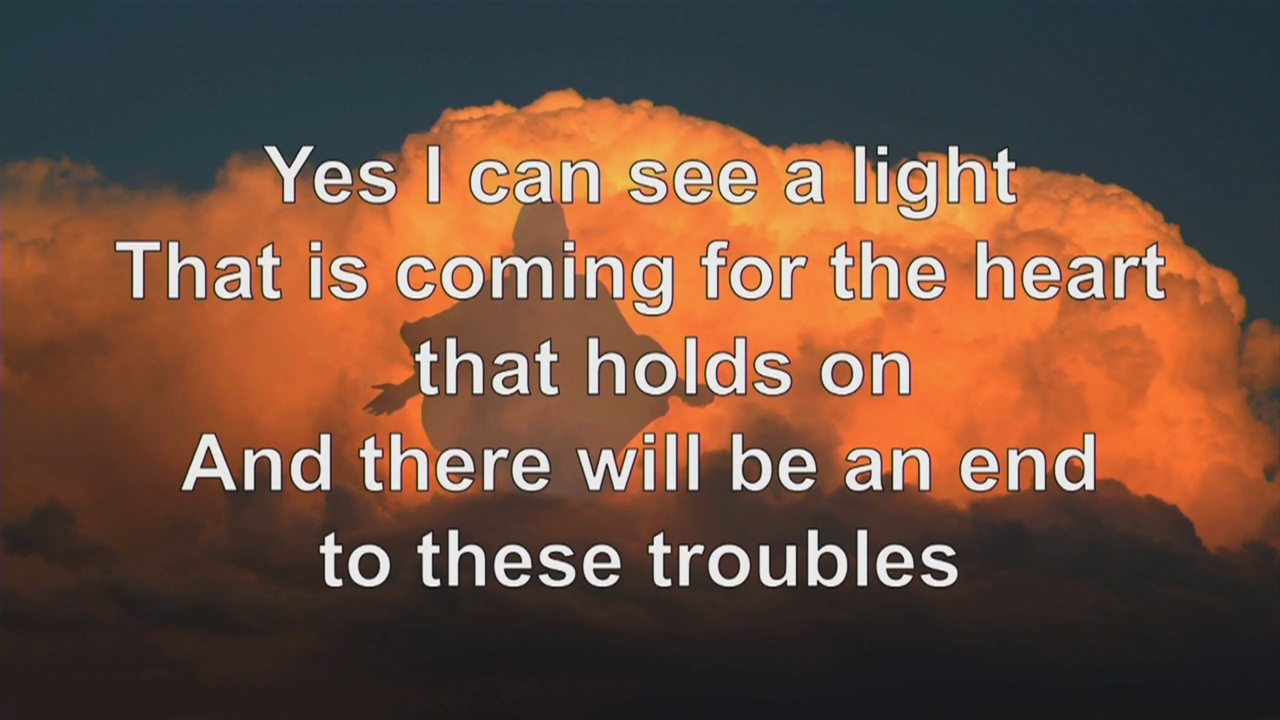 Yes I can see a light
That is coming for the heart
that holds on
And there will be an end
to these troubles